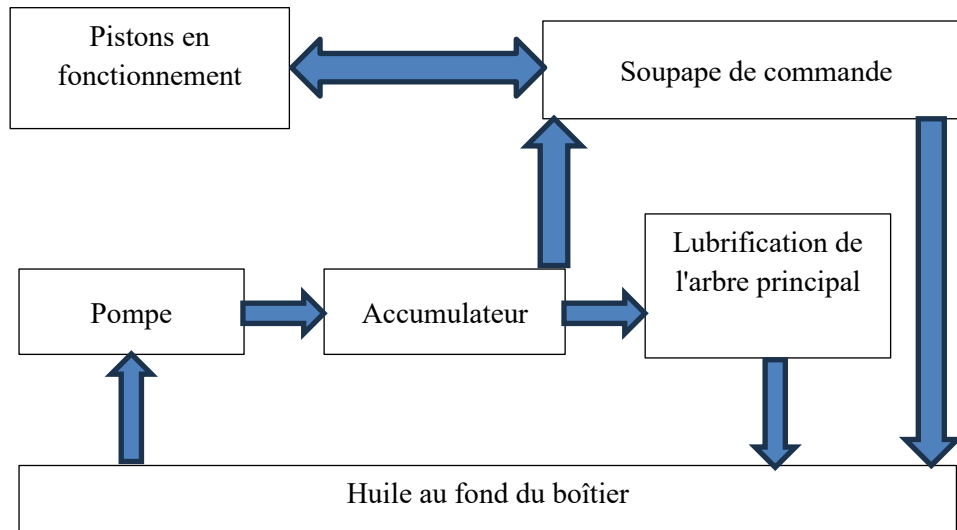 Pistons en
fonctionnement
Soupape de commande
Lubrification de
l'arbre principal
Pompe
Accumulateur
Huile au fond du boîtier